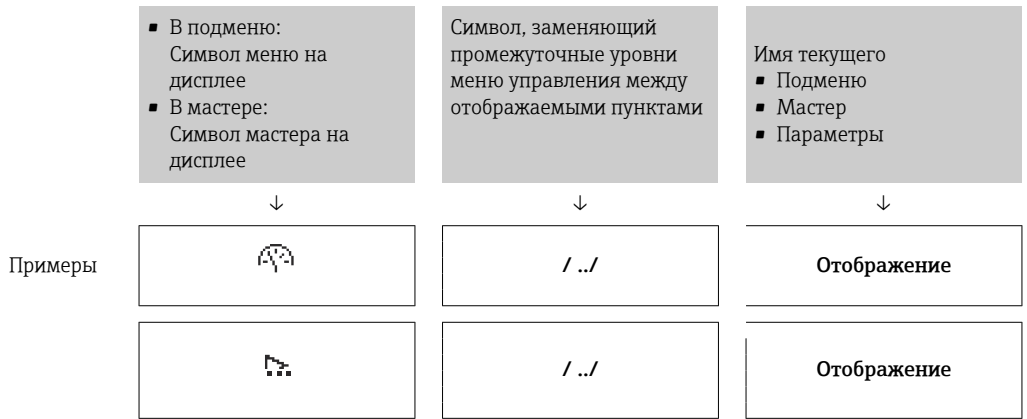 ▪ В подменю:
Символ меню на
дисплее
▪ В мастере:
Символ мастера на
дисплее
Символ, заменяющий
промежуточные уровни
меню управления между
отображаемыми пунктами
Имя текущего
▪ Подменю
▪ Мастер
▪ Параметры
↓ ↓ ↓
Примеры / ../ Отображение
/ ../ Отображение